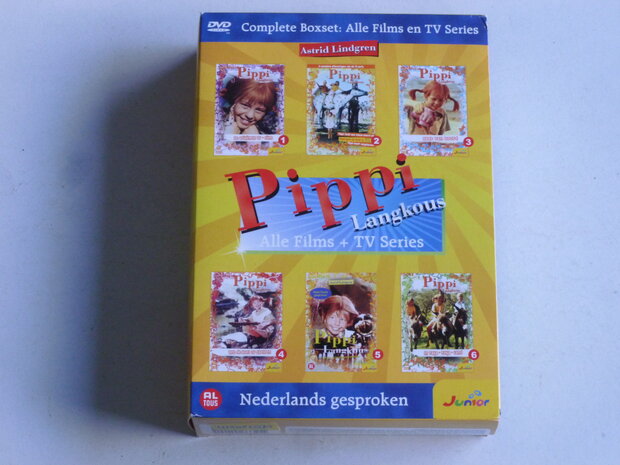 DVD
Complete Boxset: Alle Films en TV Series
Astrid Lindgren
Pippi
1
Pippi
2
Pippi
3
Pippi
Langkous
Alle Films + TV Series
Pippi
4
Pippi
Langkous
5
Pippi
6
AL
TOUS
Nederlands gesproken
Junior